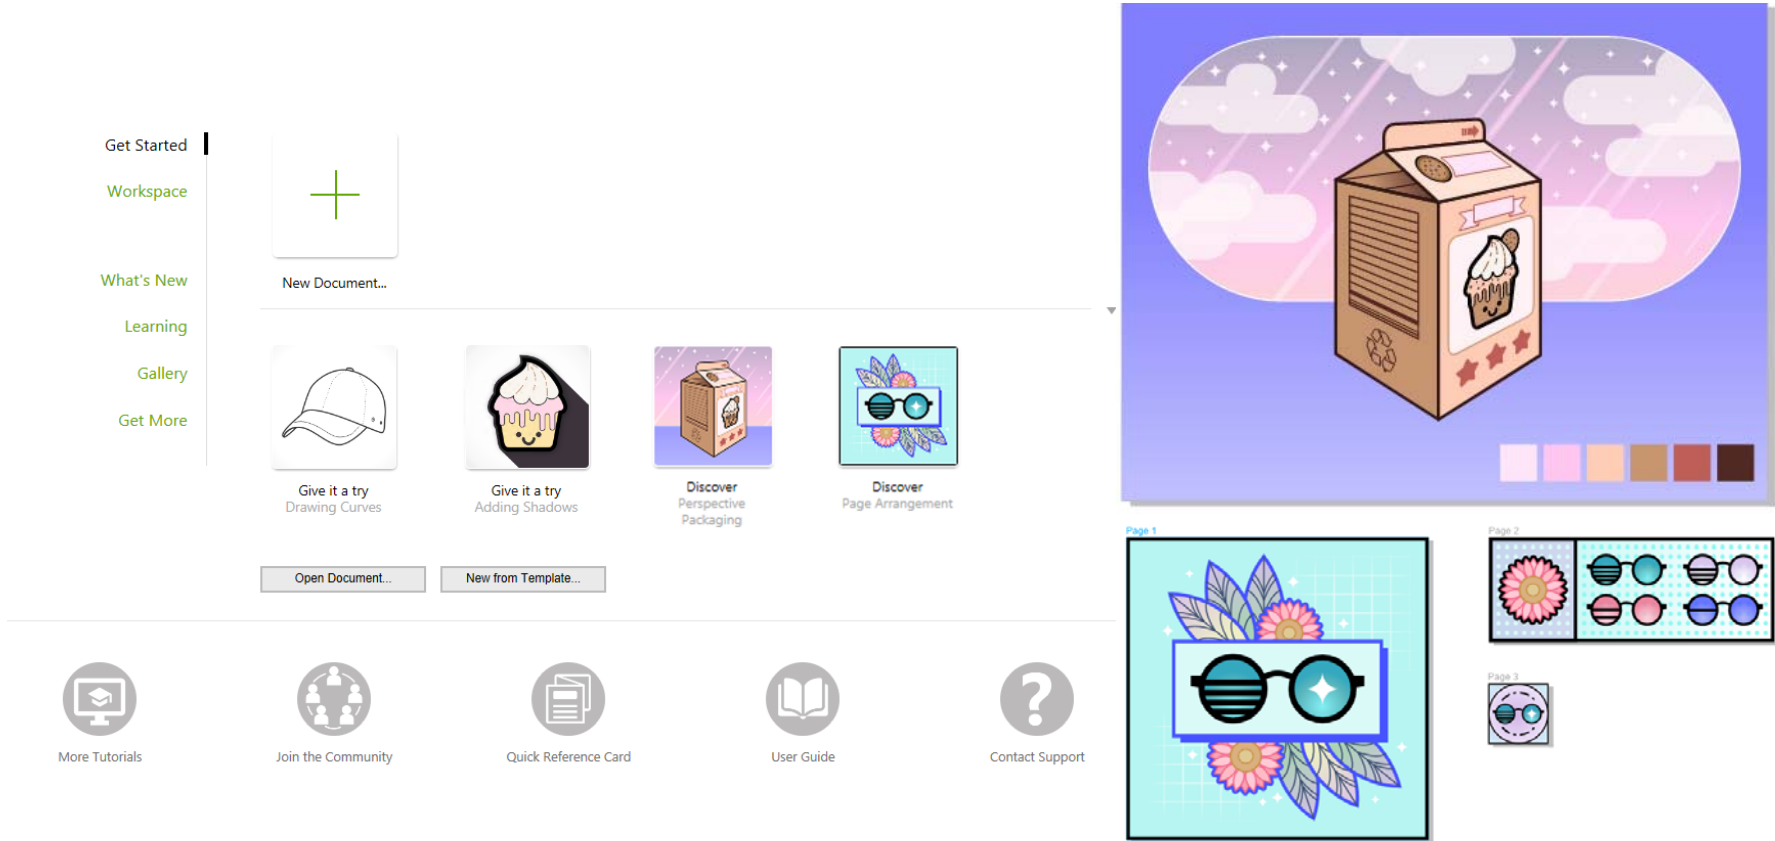 Get Started
Workspace
What's New
Learning
Gallery
Get More
New Document...
Give it a try
Drawing Curves
Give it a try
Adding Shadows
Discover
Perspective
Packaging
Discover
Page Arrangement
Open Document...
New from Template...
More Tutorials
Join the Community
Quick Reference Card
User Guide
Contact Support
Page 1
Page 2
Page 3